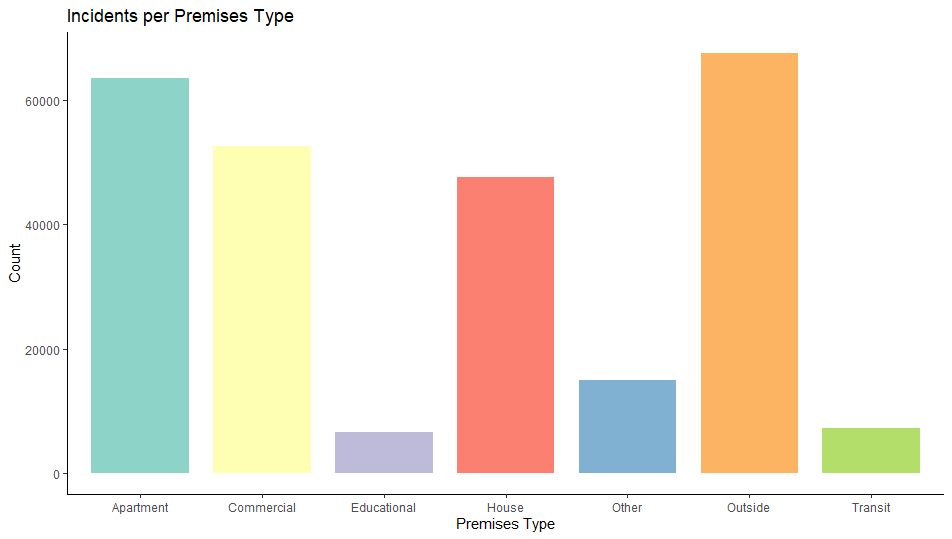 Incidents per Premises Type
Count
60000
40000
20000
0
Apartment Commercial Educational House Other Outside Transit
Premises Type